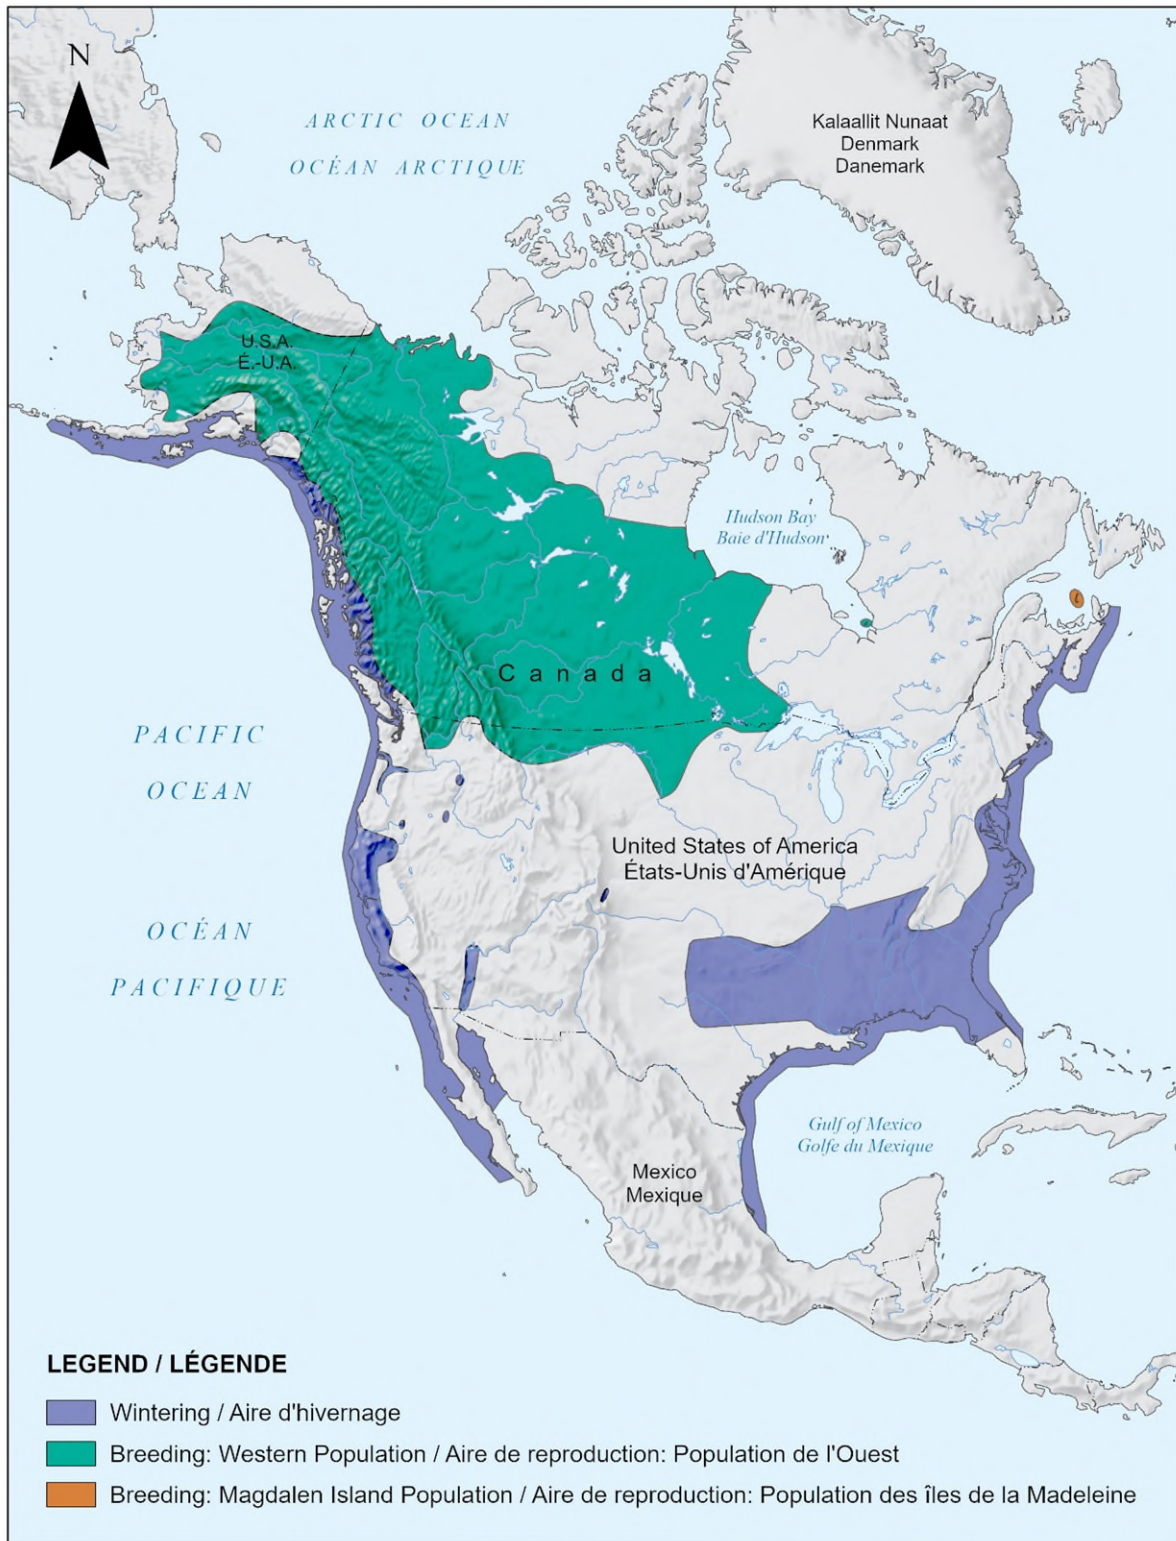 N
ARCTIC OCEAN
OCÉAN ARCTIQUE
Kalaallit Nunaat
Denmark
Danemark
U.S.A.
É.-U.A.
Hudson Bay
Baie d'Hudson
Canada
PACIFIC
OCEAN
OCÉAN
PACIFIQUE
United States of America
États-Unis d'Amérique
Gulf of Mexico
Golfe du Mexique
Mexico
Mexique
LEGEND / LÉGENDE
Wintering / Aire d'hivernage
Breeding: Western Population / Aire de reproduction: Population de l'Ouest
Breeding: Magdalen Island Population / Aire de reproduction: Population des îles de la Madeleine